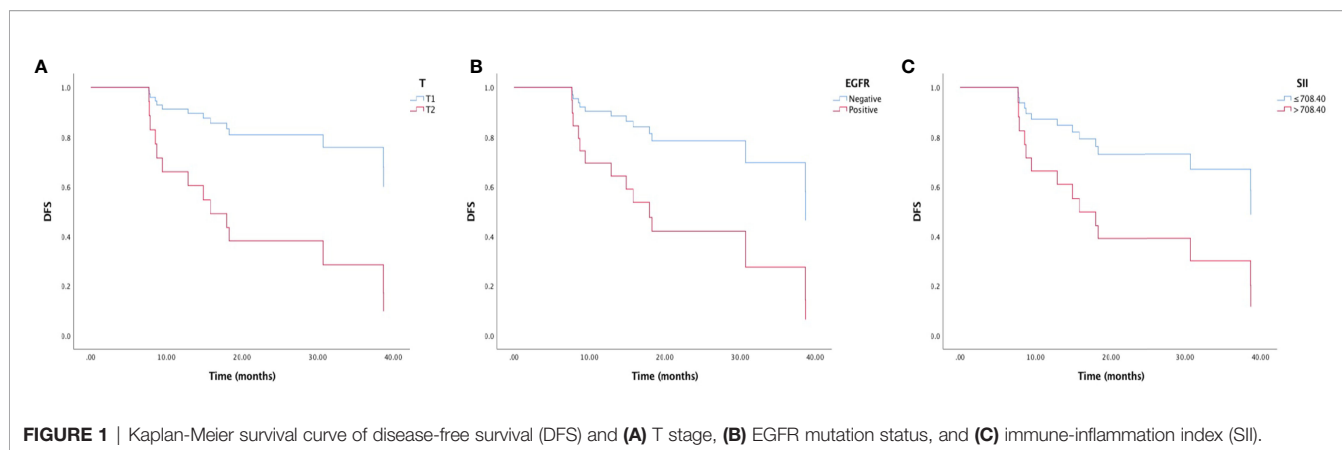 A
T
T1
T2
1.0
0.8
0.6
0.4
0.2
0.0
DFS
.00 10.00 20.00 30.00 40.00
Time (months)
B
EGFR
Negative
Positive
1.0
0.8
0.6
0.4
0.2
0.0
DFS
.00 10.00 20.00 30.00 40.00
Time (months)
C
SII
≤708.40
>708.40
1.0
0.8
0.6
0.4
0.2
0.0
DFS
.00 10.00 20.00 30.00 40.00
Time (months)
FIGURE 1 | Kaplan-Meier survival curve of disease-free survival (DFS) and (A) T stage, (B) EGFR mutation status, and (C) immune-inflammation index (SII).